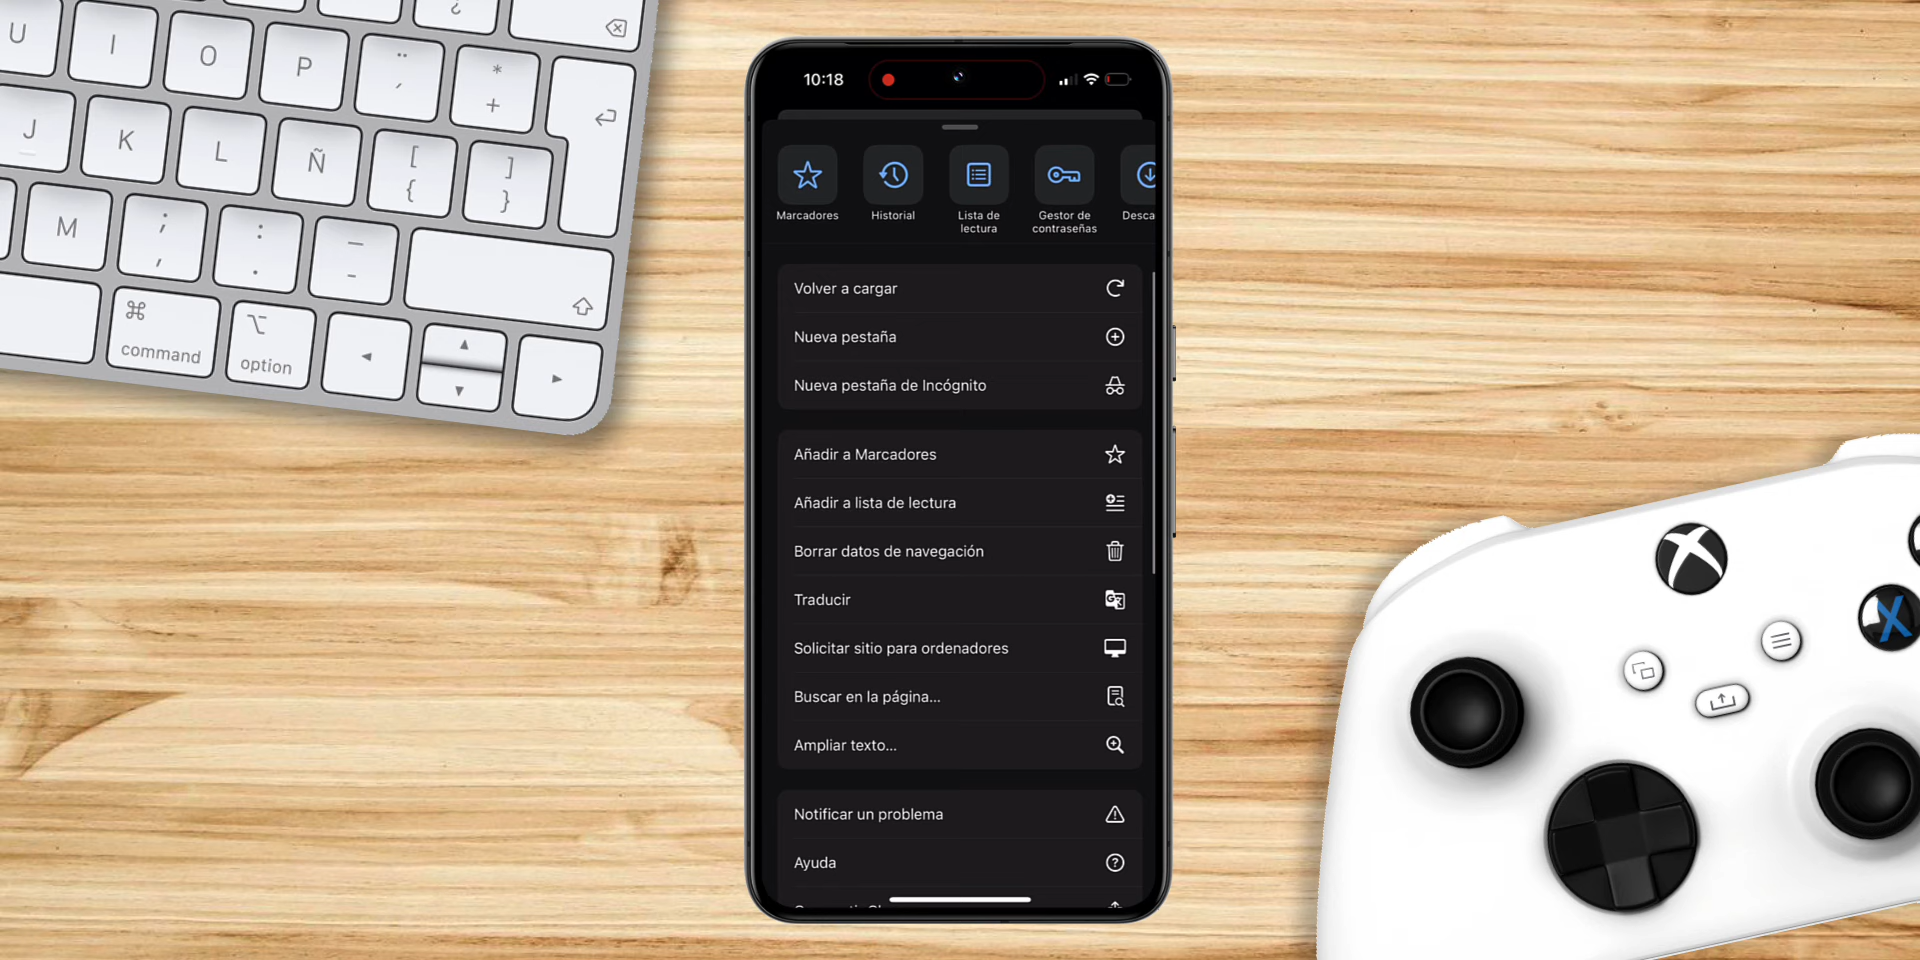 ¿
U I O P ¨ * +
J K L Ñ [ { ] }
M ; , : . _ -
⌘ command
⌥ option
10:18
Marcadores
Historial
Lista de
lectura
Gestor de
contraseñas
Desca
Volver a cargar
Nueva pestaña
Nueva pestaña de Incógnito
Añadir a Marcadores
Añadir a lista de lectura
Borrar datos de navegación
Traducir
Solicitar sitio para ordenadores
Buscar en la página...
Ampliar texto...
Notificar un problema
Ayuda
X